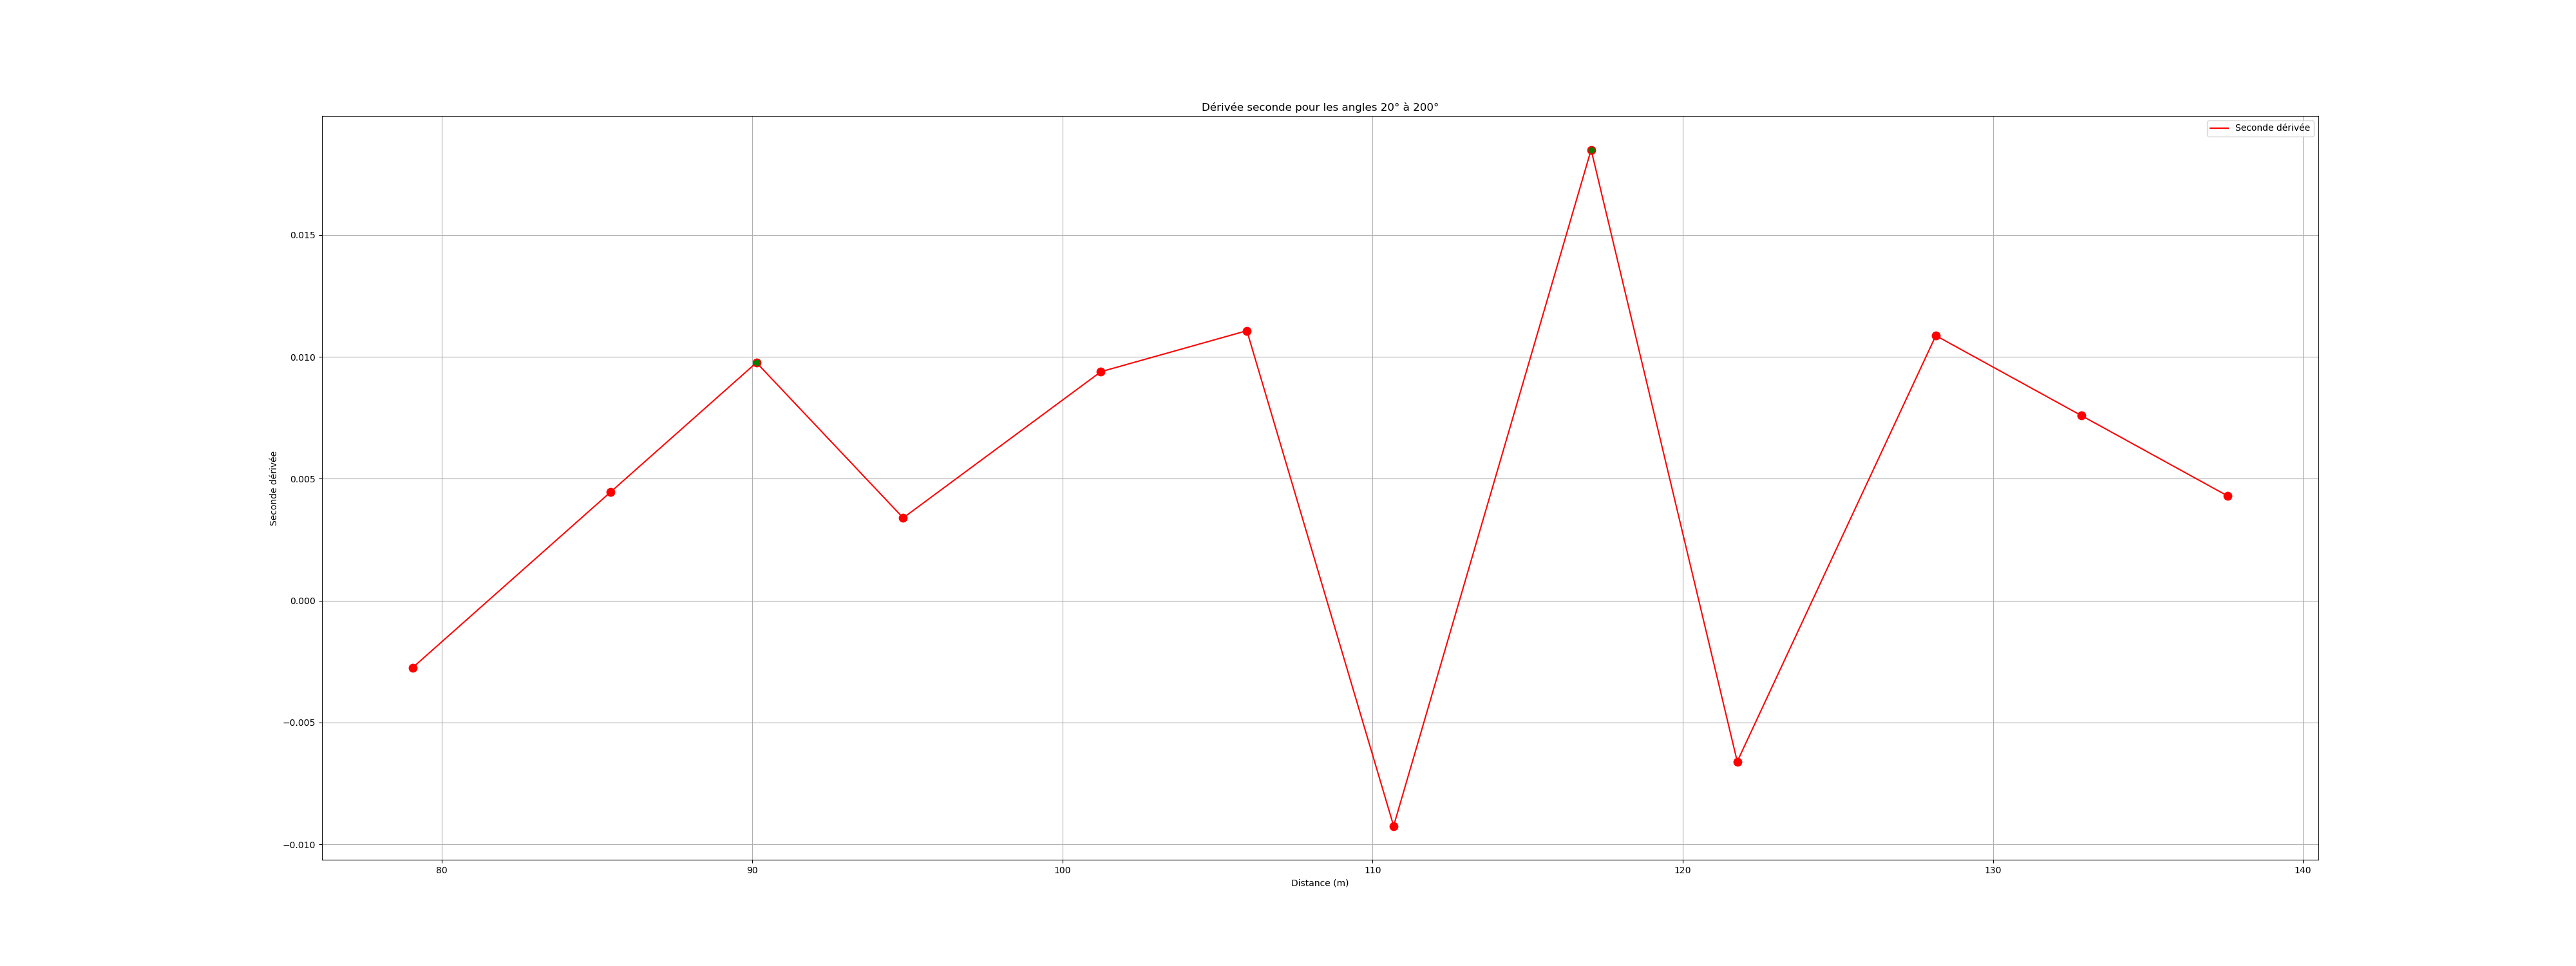 Dérivée seconde pour les angles 20° à 200°
Seconde dérivée
0.015
0.010
0.005
0.000
−0.005
−0.010
Seconde dérivée
80 90 100 110 120 130 140
Distance (m)